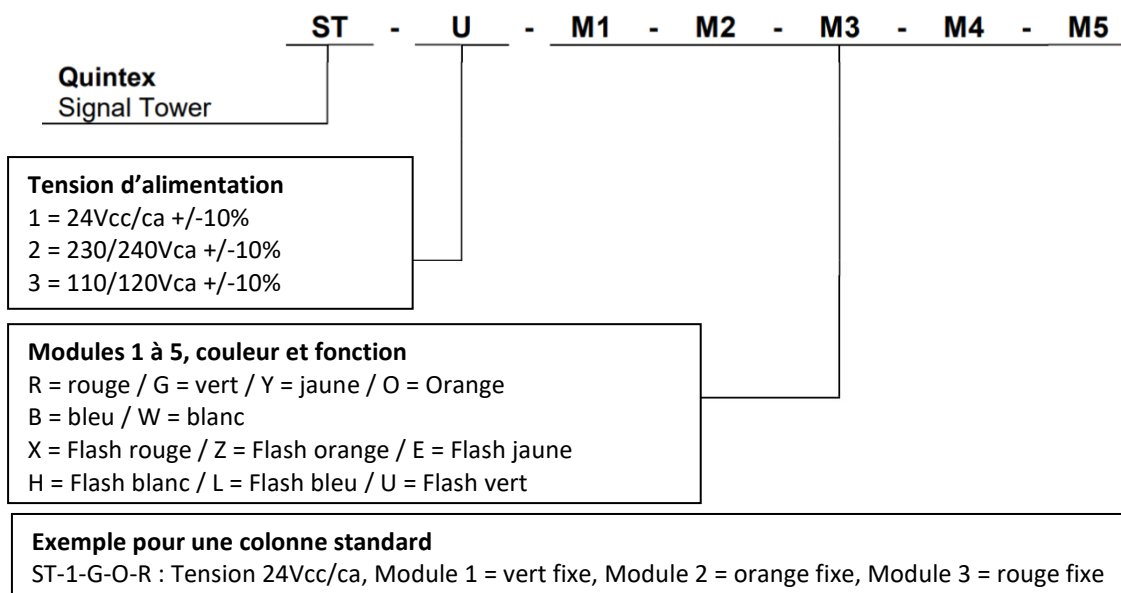 ST - U - M1 - M2 - M3 - M4 - M5
Quintex
Signal Tower
Tension d’alimentation
1 = 24Vcc/ca +/-10%
2 = 230/240Vca +/-10%
3 = 110/120Vca +/-10%
Modules 1 à 5, couleur et fonction
R = rouge / G = vert / Y = jaune / O = Orange
B = bleu / W = blanc
X = Flash rouge / Z = Flash orange / E = Flash jaune
H = Flash blanc / L = Flash bleu / U = Flash vert
Exemple pour une colonne standard
ST-1-G-O-R : Tension 24Vcc/ca, Module 1 = vert fixe, Module 2 = orange fixe, Module 3 = rouge fixe